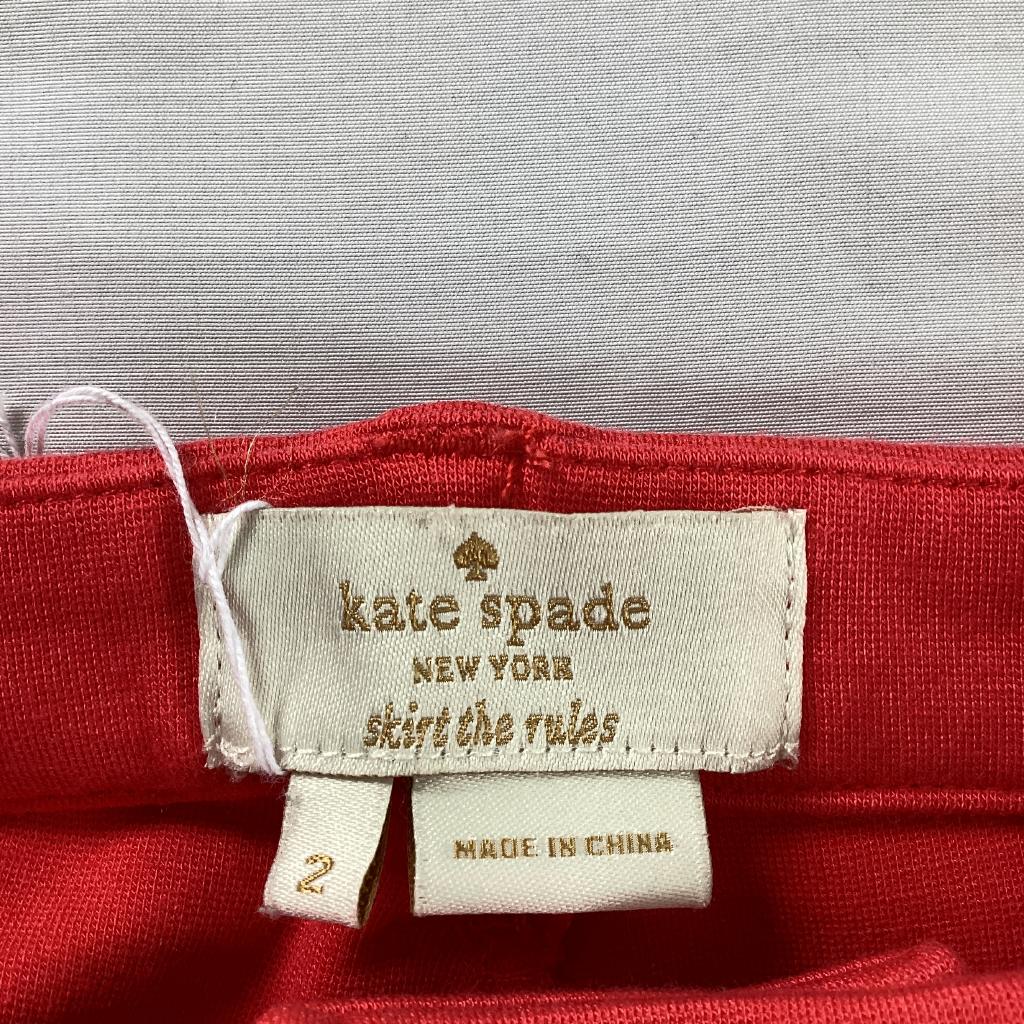 kate spade
NEW YORK
skirt the rules
2
MADE IN CHINA